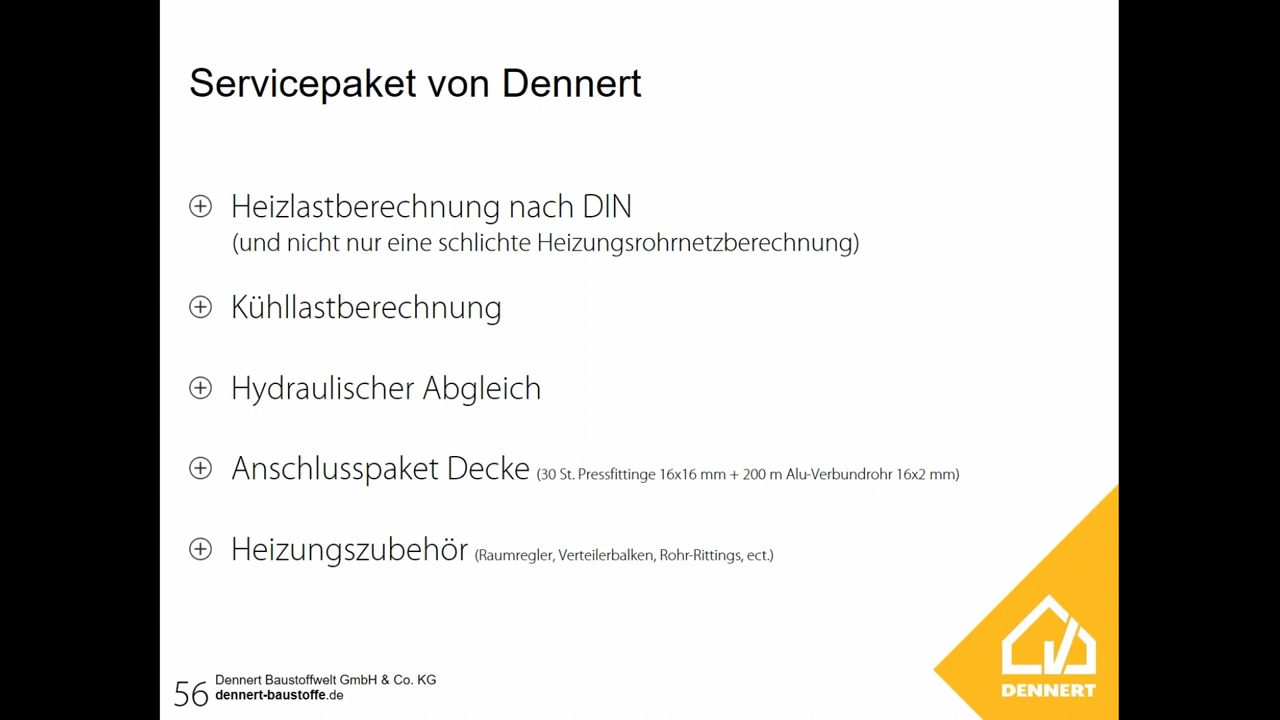 Servicepaket von Dennert
Heizlastberechnung nach DIN
(und nicht nur eine schlichte Heizungsrohrnetzberechnung)
Kühllastberechnung
Hydraulischer Abgleich
Anschlusspaket Decke (30 St. Pressfittinge 16x16 mm + 200 m Alu-Verbundrohr 16x2 mm)
Heizungszubehör (Raumregler, Verteilerbalken, Rohr-Rittings, ect.)
56
Dennert Baustoffwelt GmbH & Co. KG
dennert-baustoffe.de
DENNERT